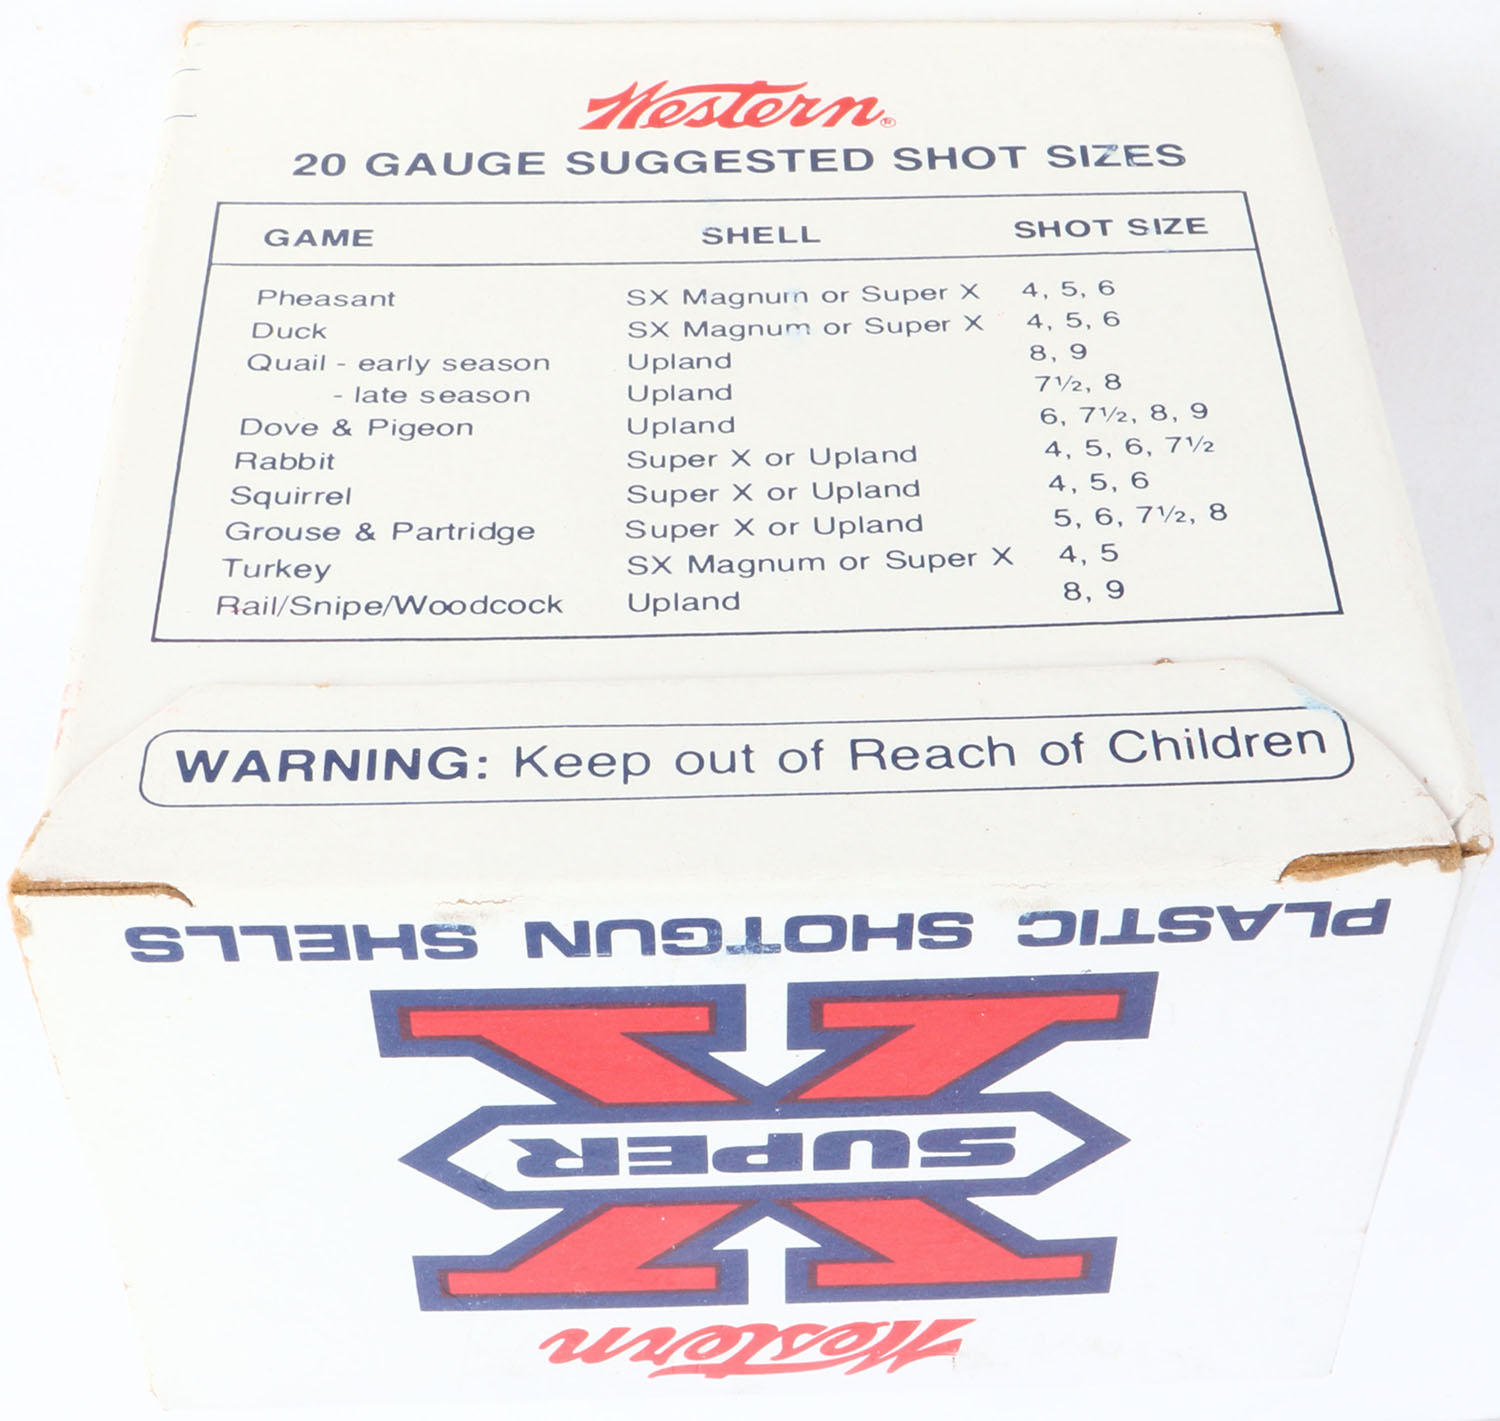 Western®
20 GAUGE SUGGESTED SHOT SIZES
GAME SHELL SHOT SIZE
Pheasant SX Magnum or Super X 4, 5, 6
Duck SX Magnum or Super X 4, 5, 6
Quail - early season Upland 8, 9
- late season Upland 7½, 8
Dove & Pigeon Upland 6, 7½, 8, 9
Rabbit Super X or Upland 4, 5, 6, 7½
Squirrel Super X or Upland 4, 5, 6
Grouse & Partridge Super X or Upland 5, 6, 7½, 8
Turkey SX Magnum or Super X 4, 5
Rail/Snipe/Woodcock Upland 8, 9
WARNING: Keep out of Reach of Children
Western
SUPER X
PLASTIC SHOTGUN SHELLS